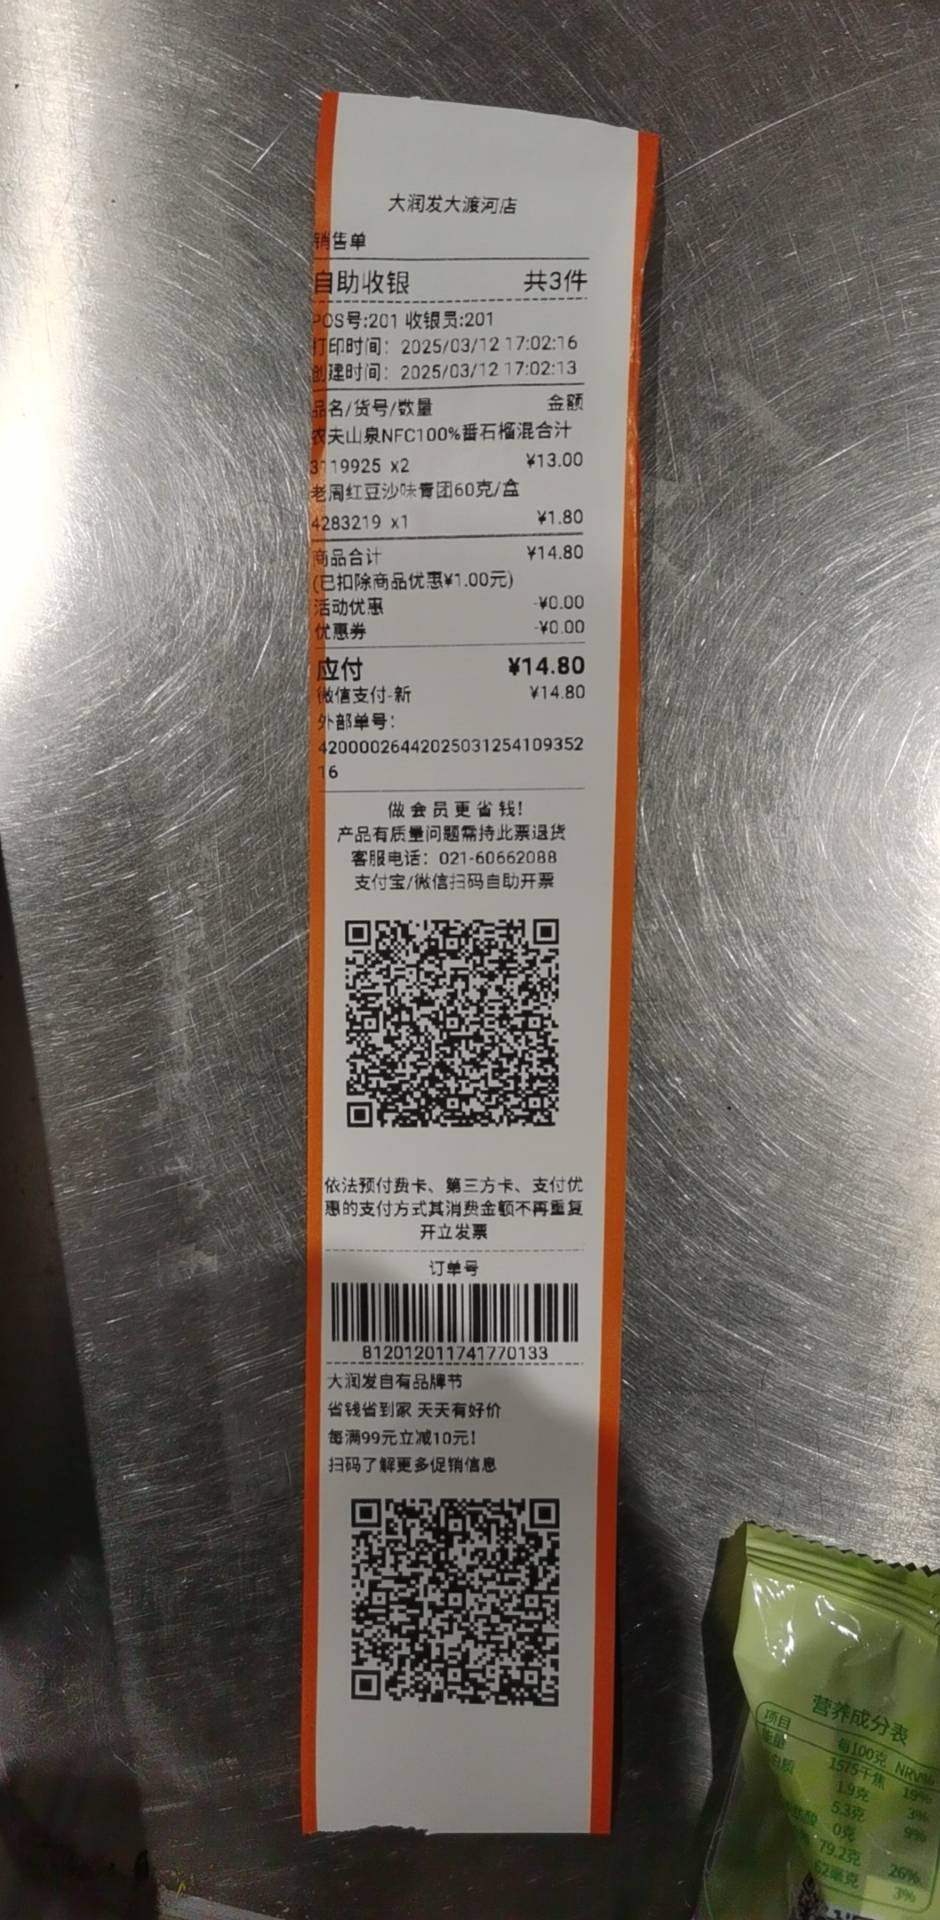 大润发大渡河店
销售单
自助收银 共3件
POS号:201 收银员:201
打印时间: 2025/03/12 17:02:16
创建时间: 2025/03/12 17:02:13
品名/货号/数量 金额
农夫山泉NFC100%番石榴混合汁
3119925 x2 ¥13.00
老周红豆沙味青团60克/盒
4283219 x1 ¥1.80
商品合计 ¥14.80
(已扣除商品优惠¥1.00元)
活动优惠 -¥0.00
优惠券 -¥0.00
应付 ¥14.80
微信支付-新 ¥14.80
外部单号:
42000026442025031254109352
16
做会员更省钱!
产品有质量问题需持此票退货
客服电话: 021-60662088
支付宝/微信扫码自助开票
依法预付费卡、第三方卡、支付优
惠的支付方式其消费金额不再重复
开立发票
订单号
812012011741770133
大润发自有品牌节
省钱省到家 天天有好价
每满99元立减10元!
扫码了解更多促销信息
营养成分表
项目 每100克 NRV%
能量 1575千焦 19%
1.9克 3%
5.3克 9%
0克
79.2克 26%
62毫克 3%